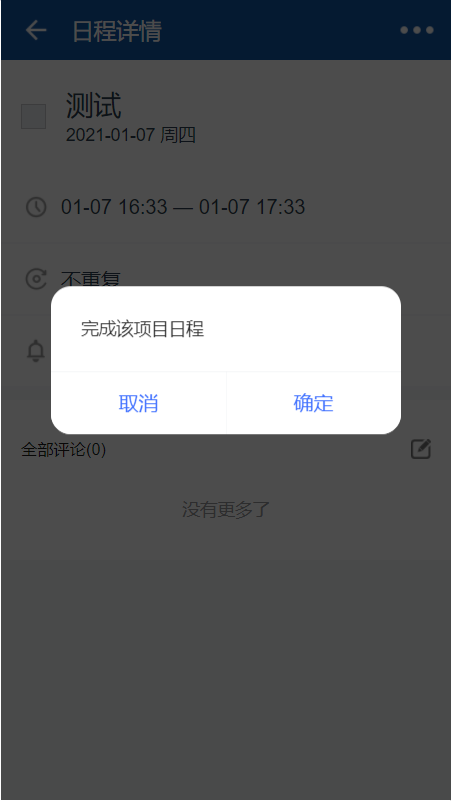 日程详情
测试
2021-01-07 周四
01-07 16:33 — 01-07 17:33
不重复
完成该项目日程
取消 确定
全部评论(0)
没有更多了